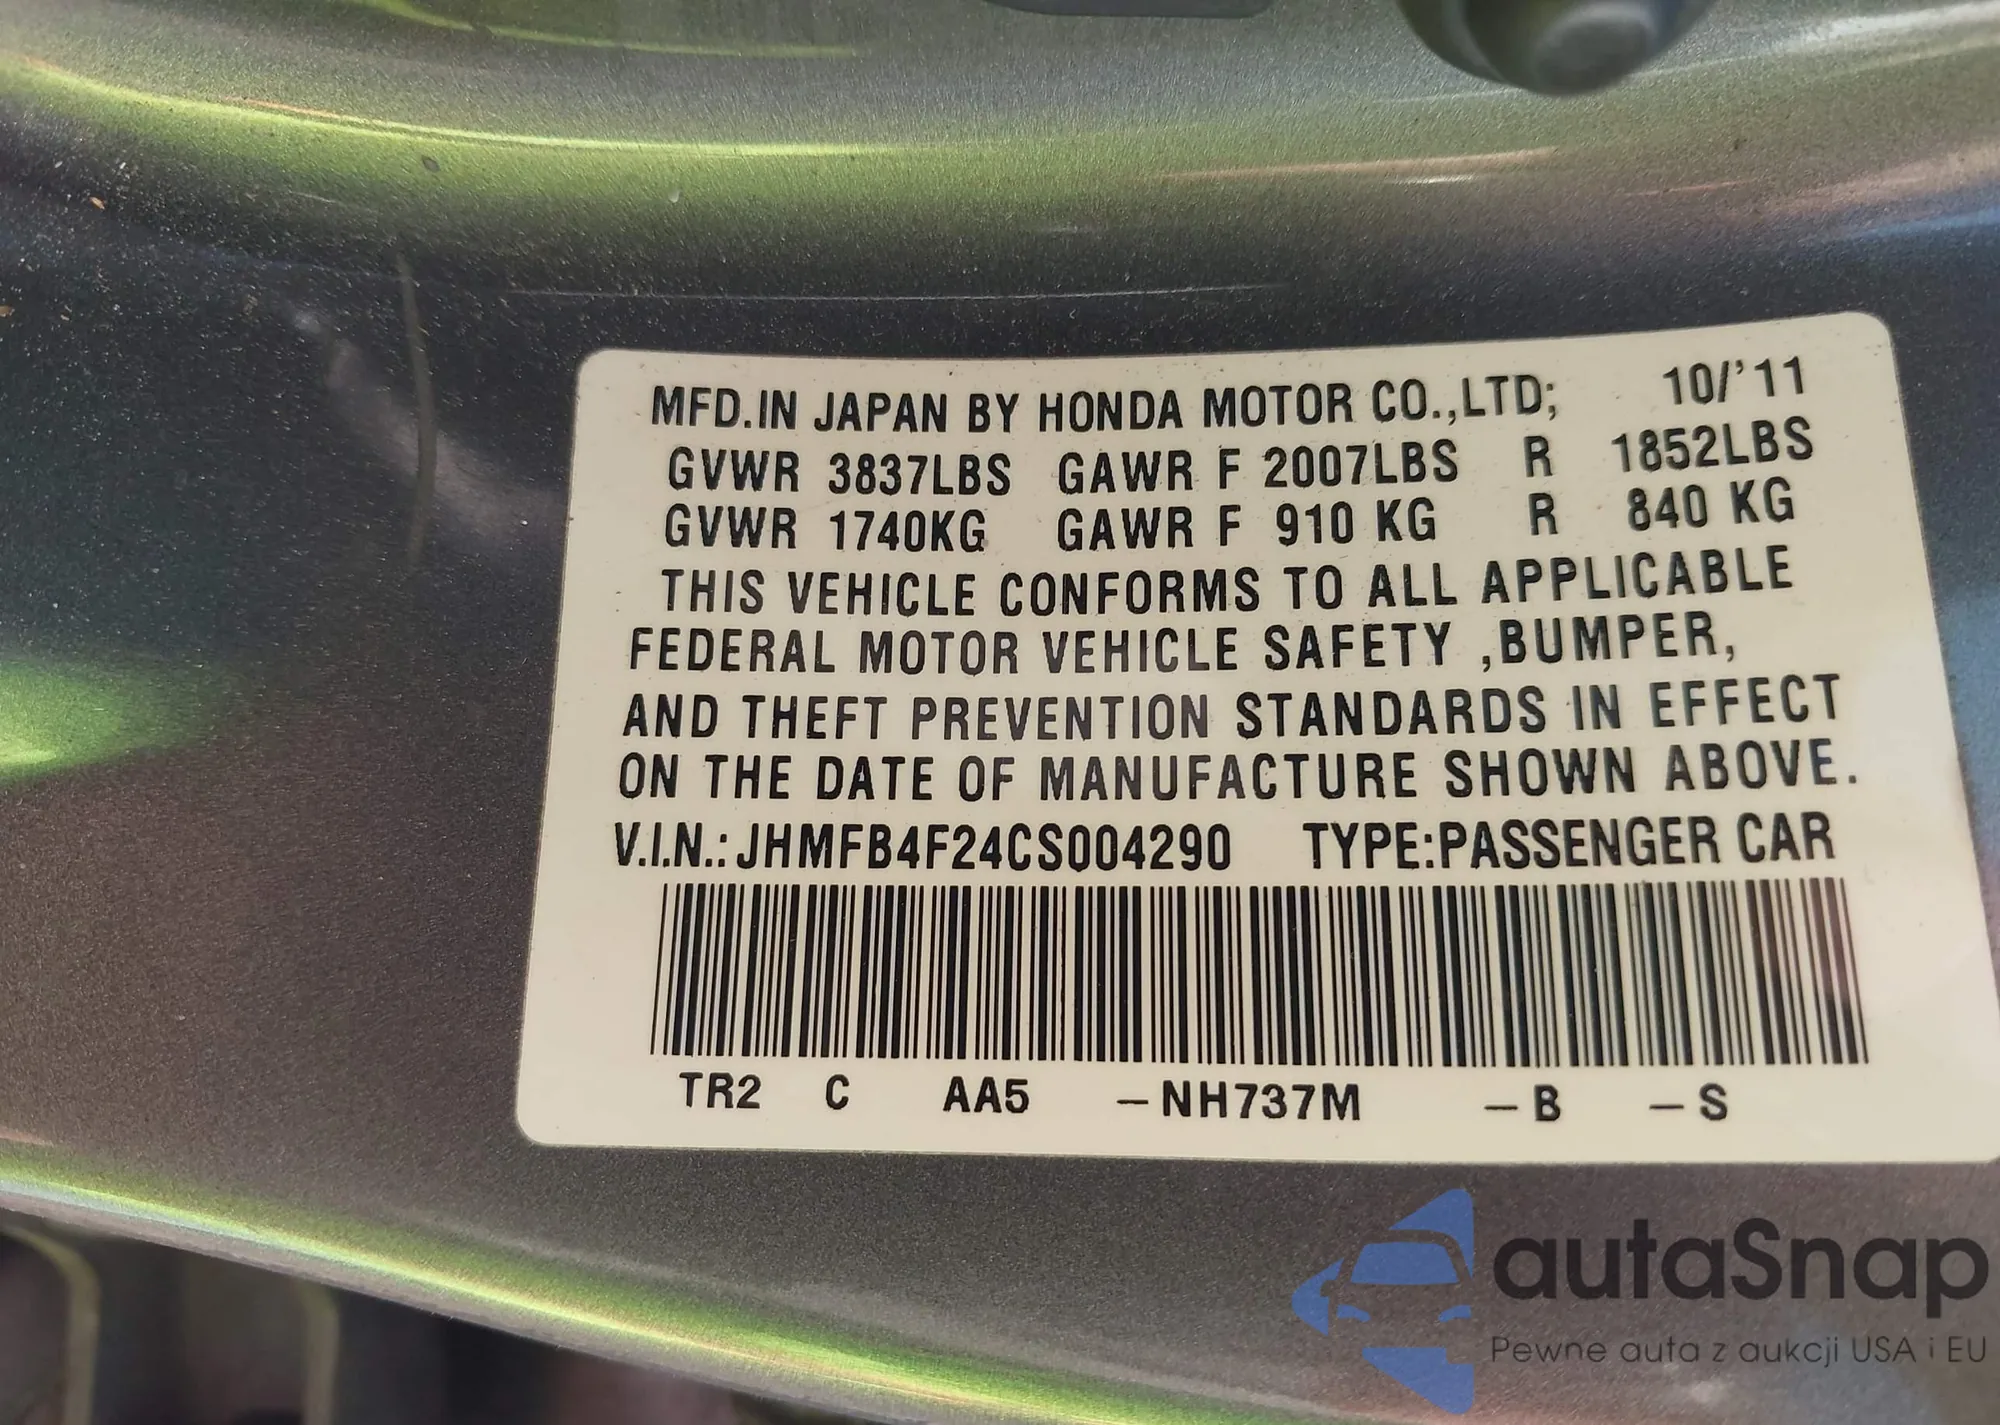 MFD.IN JAPAN BY HONDA MOTOR CO.,LTD; 10/'11
GVWR 3837LBS GAWR F 2007LBS R 1852LBS
GVWR 1740KG GAWR F 910 KG R 840 KG
THIS VEHICLE CONFORMS TO ALL APPLICABLE
FEDERAL MOTOR VEHICLE SAFETY ,BUMPER,
AND THEFT PREVENTION STANDARDS IN EFFECT
ON THE DATE OF MANUFACTURE SHOWN ABOVE.
V.I.N.:JHMFB4F24CS004290 TYPE:PASSENGER CAR
TR2 C AA5 –NH737M –B –S
autaSnap
Pewne auta z aukcji USA i EU